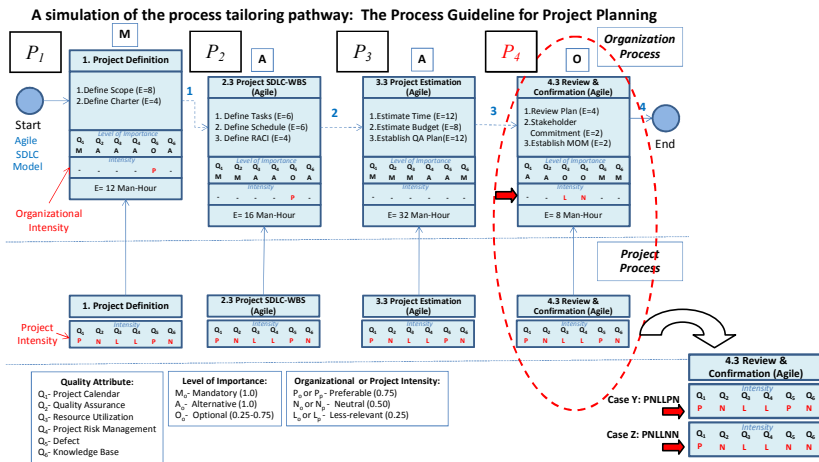 A simulation of the process tailoring pathway: The Process Guideline for Project Planning
P1
M
P2
A
P3
A
P4
O
Organization
Process
1. Project Definition
1.Define Scope (E=8)
2.Define Charter (E=4)
Level of Importance
Q1 Q2 Q3 Q4 Q5 Q6
M A A A O A
Intensity
- - - - P -
E= 12 Man-Hour
2.3 Project SDLC-WBS
(Agile)
1. Define Tasks (E=6)
2. Define Schedule (E=6)
3. Define RACI (E=4)
Level of Importance
Q1 Q2 Q3 Q4 Q5 Q6
M M A A O A
Intensity
- - - - P -
E= 16 Man-Hour
3.3 Project Estimation
(Agile)
1.Estimate Time (E=12)
2.Estimate Budget (E=8)
3.Establish QA Plan(E=12)
Level of Importance
Q1 Q2 Q3 Q4 Q5 Q6
M M A A A M
Intensity
- - - - - -
E= 32 Man-Hour
4.3 Review &
Confirmation (Agile)
1.Review Plan (E=4)
2.Stakeholder
Commitment (E=2)
3.Establish MOM (E=2)
Level of Importance
Q1 Q2 Q3 Q4 Q5 Q6
A A O O M M
Intensity
- - L N - -
E= 8 Man-Hour
Start
Agile
SDLC
Model
1
2
3
4
End
Organizational
Intensity
Project
Process
1. Project Definition
Intensity
Q1 Q2 Q3 Q4 Q5 Q6
P N L L P N
2.3 Project SDLC-WBS
(Agile)
Intensity
Q1 Q2 Q3 Q4 Q5 Q6
P N L L P N
3.3 Project Estimation
(Agile)
Intensity
Q1 Q2 Q3 Q4 Q5 Q6
P N L L P N
4.3 Review &
Confirmation (Agile)
Intensity
Q1 Q2 Q3 Q4 Q5 Q6
P N L L P N
Project
Intensity
4.3 Review &
Confirmation (Agile)
Case Y: PNLLPN
Intensity
Q1 Q2 Q3 Q4 Q5 Q6
P N L L P N
Case Z: PNLLNN
Intensity
Q1 Q2 Q3 Q4 Q5 Q6
P N L L N N
Quality Attribute:
Q1- Project Calendar
Q2-Quality Assurance
Q3-Resource Utilization
Q4-Project Risk Management
Q5- Defect
Q6- Knowledge Base
Level of Importance:
Mo- Mandatory (1.0)
Ao- Alternative (1.0)
Oo- Optional (0.25-0.75)
Organizational or Project Intensity:
Po or Pp- Preferable (0.75)
No or Np- Neutral (0.50)
Lo or Lp- Less-relevant (0.25)